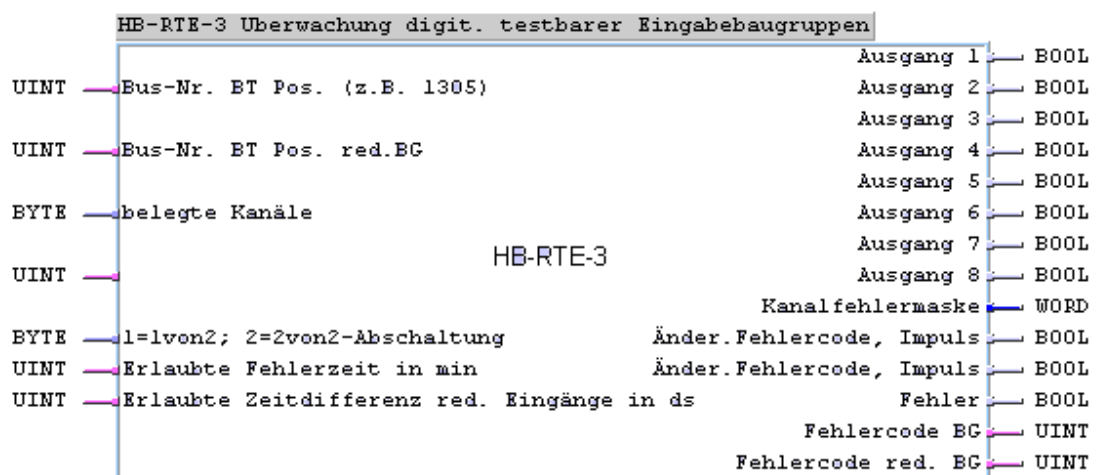 HB-RTE-3 Uberwachung digit. testbarer Eingabebaugruppen
Ausgang 1 BOOL
UINT Bus-Nr. BT Pos. (z.B. 1305) Ausgang 2 BOOL
Ausgang 3 BOOL
UINT Bus-Nr. BT Pos. red.BG Ausgang 4 BOOL
Ausgang 5 BOOL
BYTE belegte Kanäle Ausgang 6 BOOL
HB-RTE-3 Ausgang 7 BOOL
UINT Ausgang 8 BOOL
Kanalfehlermaske WORD
BYTE 1=1von2; 2=2von2-Abschaltung Änder.Fehlercode, Impuls BOOL
UINT Erlaubte Fehlerzeit in min Änder.Fehlercode, Impuls BOOL
UINT Erlaubte Zeitdifferenz red. Eingänge in ds Fehler BOOL
Fehlercode BG UINT
Fehlercode red. BG UINT